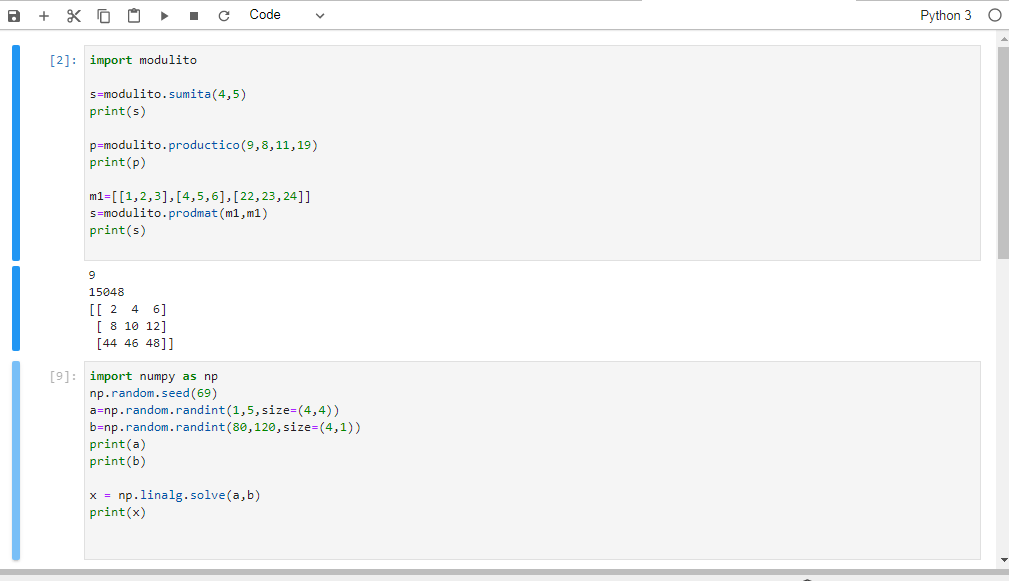 Code
Python 3
[2]:
import modulito
s=modulito.sumita(4,5)
print(s)
p=modulito.productico(9,8,11,19)
print(p)
m1=[[1,2,3],[4,5,6],[22,23,24]]
s=modulito.prodmat(m1,m1)
print(s)
9
15048
[[ 2  4  6]
 [ 8 10 12]
 [44 46 48]]
[9]:
import numpy as np
np.random.seed(69)
a=np.random.randint(1,5,size=(4,4))
b=np.random.randint(80,120,size=(4,1))
print(a)
print(b)
x = np.linalg.solve(a,b)
print(x)